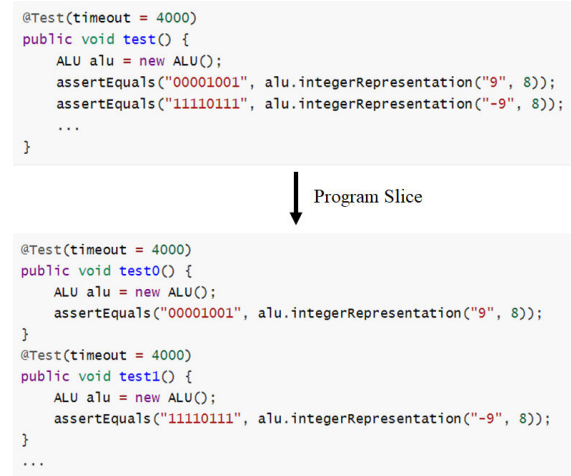 @Test(timeout = 4000)
public void test() {
    ALU alu = new ALU();
    assertEquals("00001001", alu.integerRepresentation("9", 8));
    assertEquals("11110111", alu.integerRepresentation("-9", 8));
    ...
}
Program Slice
@Test(timeout = 4000)
public void test0() {
    ALU alu = new ALU();
    assertEquals("00001001", alu.integerRepresentation("9", 8));
}
@Test(timeout = 4000)
public void test1() {
    ALU alu = new ALU();
    assertEquals("11110111", alu.integerRepresentation("-9", 8));
}
...